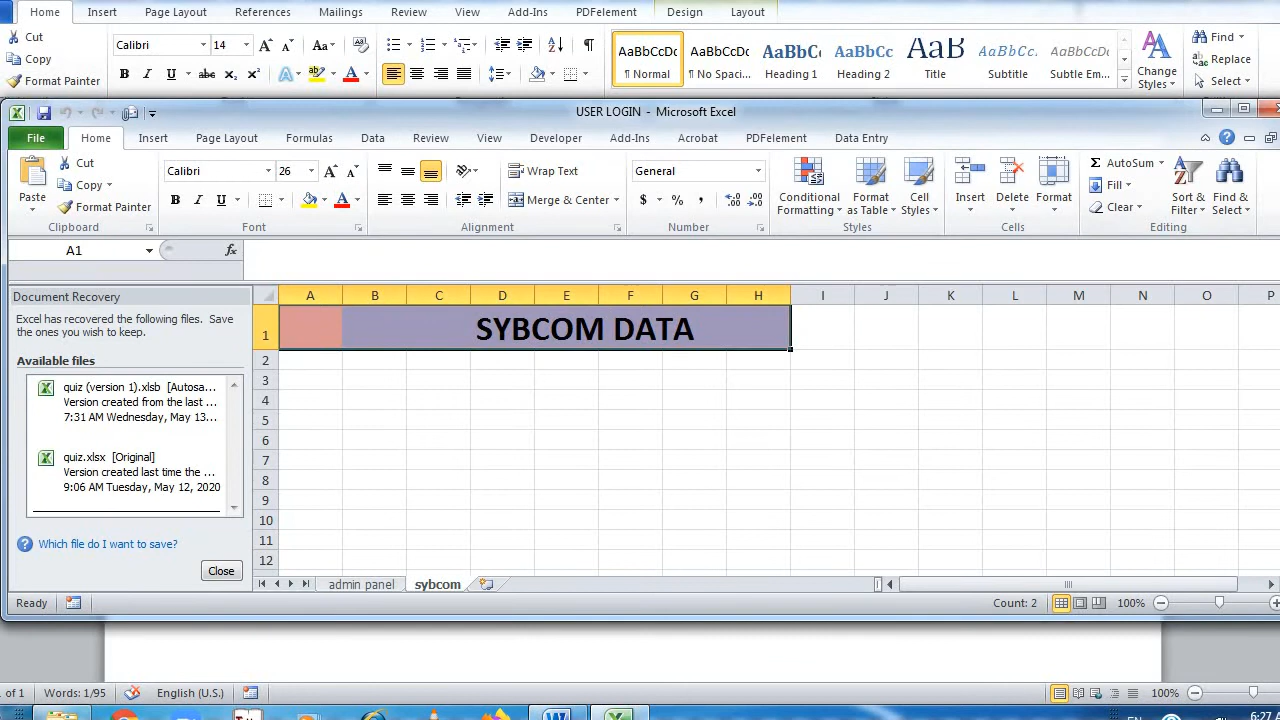 Home Insert Page Layout References Mailings Review View Add-Ins PDFelement Design Layout
Cut
Copy
Format Painter
Calibri 14
AaBbCcDc AaBbCcDc AaBbC( AaBbCc AaB AaBbCc. AaBbCcDc
¶ Normal ¶ No Spaci... Heading 1 Heading 2 Title Subtitle Subtle Em...
Change
Styles
Find
Replace
Select
USER LOGIN - Microsoft Excel
File Home Insert Page Layout Formulas Data Review View Developer Add-Ins Acrobat PDFelement Data Entry
Paste
Cut
Copy
Format Painter
Clipboard
Calibri 26
B I U
Font
Wrap Text
Merge & Center
Alignment
General
$ % ,
Number
Conditional
Formatting
Format
as Table
Cell
Styles
Styles
Insert Delete Format
Cells
Σ AutoSum
Fill
Clear
Sort &
Filter
Find &
Select
Editing
A1 fx
Document Recovery
Excel has recovered the following files. Save
the ones you wish to keep.
Available files
quiz (version 1).xlsb [Autosa...
Version created from the last ...
7:31 AM Wednesday, May 13...
quiz.xlsx [Original]
Version created last time the ...
9:06 AM Tuesday, May 12, 2020
Which file do I want to save?
Close
A B C D E F G H I J K L M N O P
1 SYBCOM DATA
2
3
4
5
6
7
8
9
10
11
12
admin panel sybcom
Ready Count: 2 100%
of 1 Words: 1/95 English (U.S.) 100%
EN